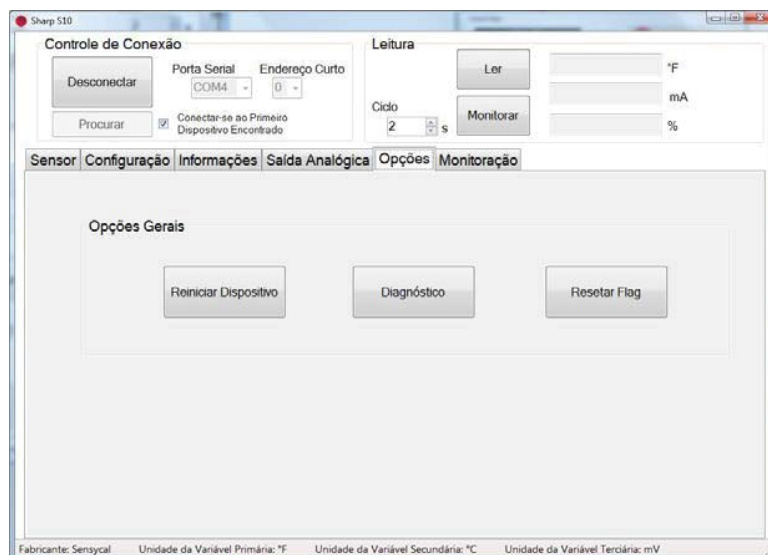 Sharp S10
Controle de Conexão
Desconectar
Porta Serial
Endereço Curto
COM4
0
Procurar
Conectar-se ao Primeiro
Dispositivo Encontrado
Leitura
Ler
Ciclo
2
s
Monitorar
°F
mA
%
Sensor
Configuração
Informações
Saída Analógica
Opções
Monitoração
Opções Gerais
Reiniciar Dispositivo
Diagnóstico
Resetar Flag
Fabricante: Sensycal
Unidade da Variável Primária: °F
Unidade da Variável Secundária: °C
Unidade da Variável Terciária: mV